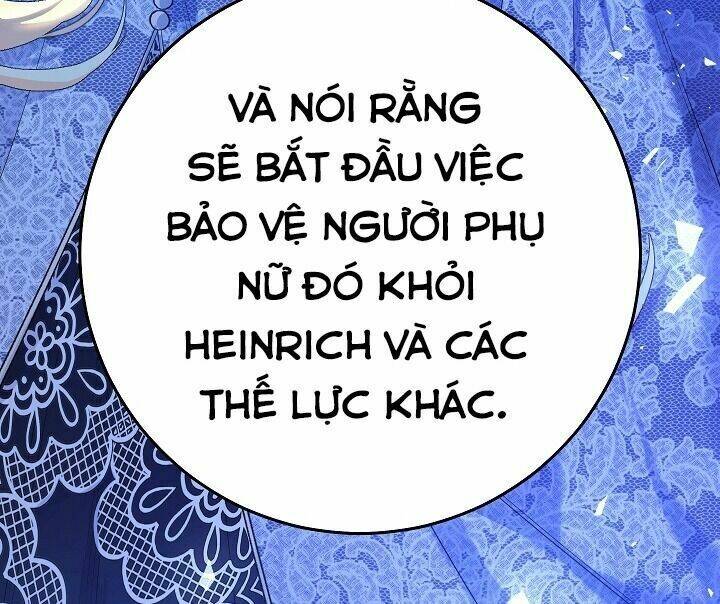 VÀ NÓI RẰNG
SẼ BẮT ĐẦU VIỆC
BẢO VỆ NGƯỜI PHỤ
NỮ ĐÓ KHỎI
HEINRICH VÀ CÁC
THẾ LỰC KHÁC.